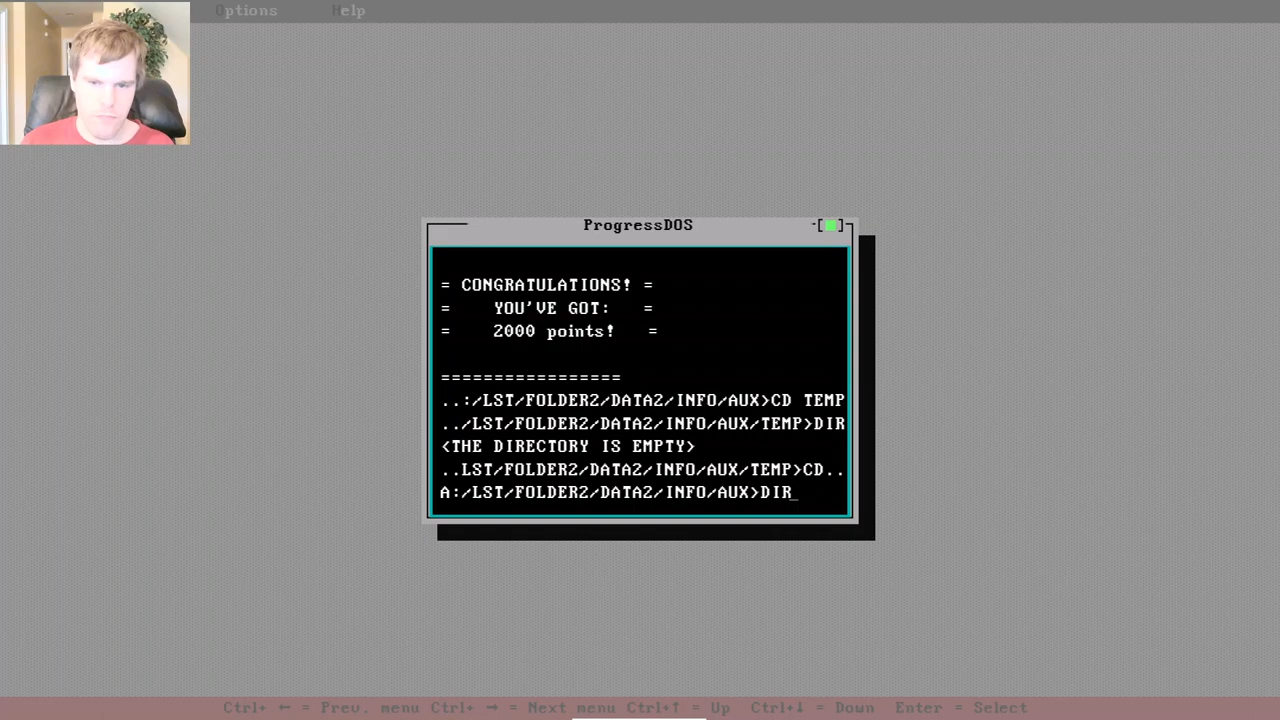 Options Help
ProgressDOS
= CONGRATULATIONS! =
= YOU'VE GOT: =
= 2000 points! =
=================
..:/LST/FOLDER2/DATA2/INFO/AUX>CD TEMP
../LST/FOLDER2/DATA2/INFO/AUX/TEMP>DIR
<THE DIRECTORY IS EMPTY>
..LST/FOLDER2/DATA2/INFO/AUX/TEMP>CD..
A:/LST/FOLDER2/DATA2/INFO/AUX>DIR_
Ctrl+ ← = Prev. menu Ctrl+ → = Next menu Ctrl+↑ = Up Ctrl+↓ = Down Enter = Select